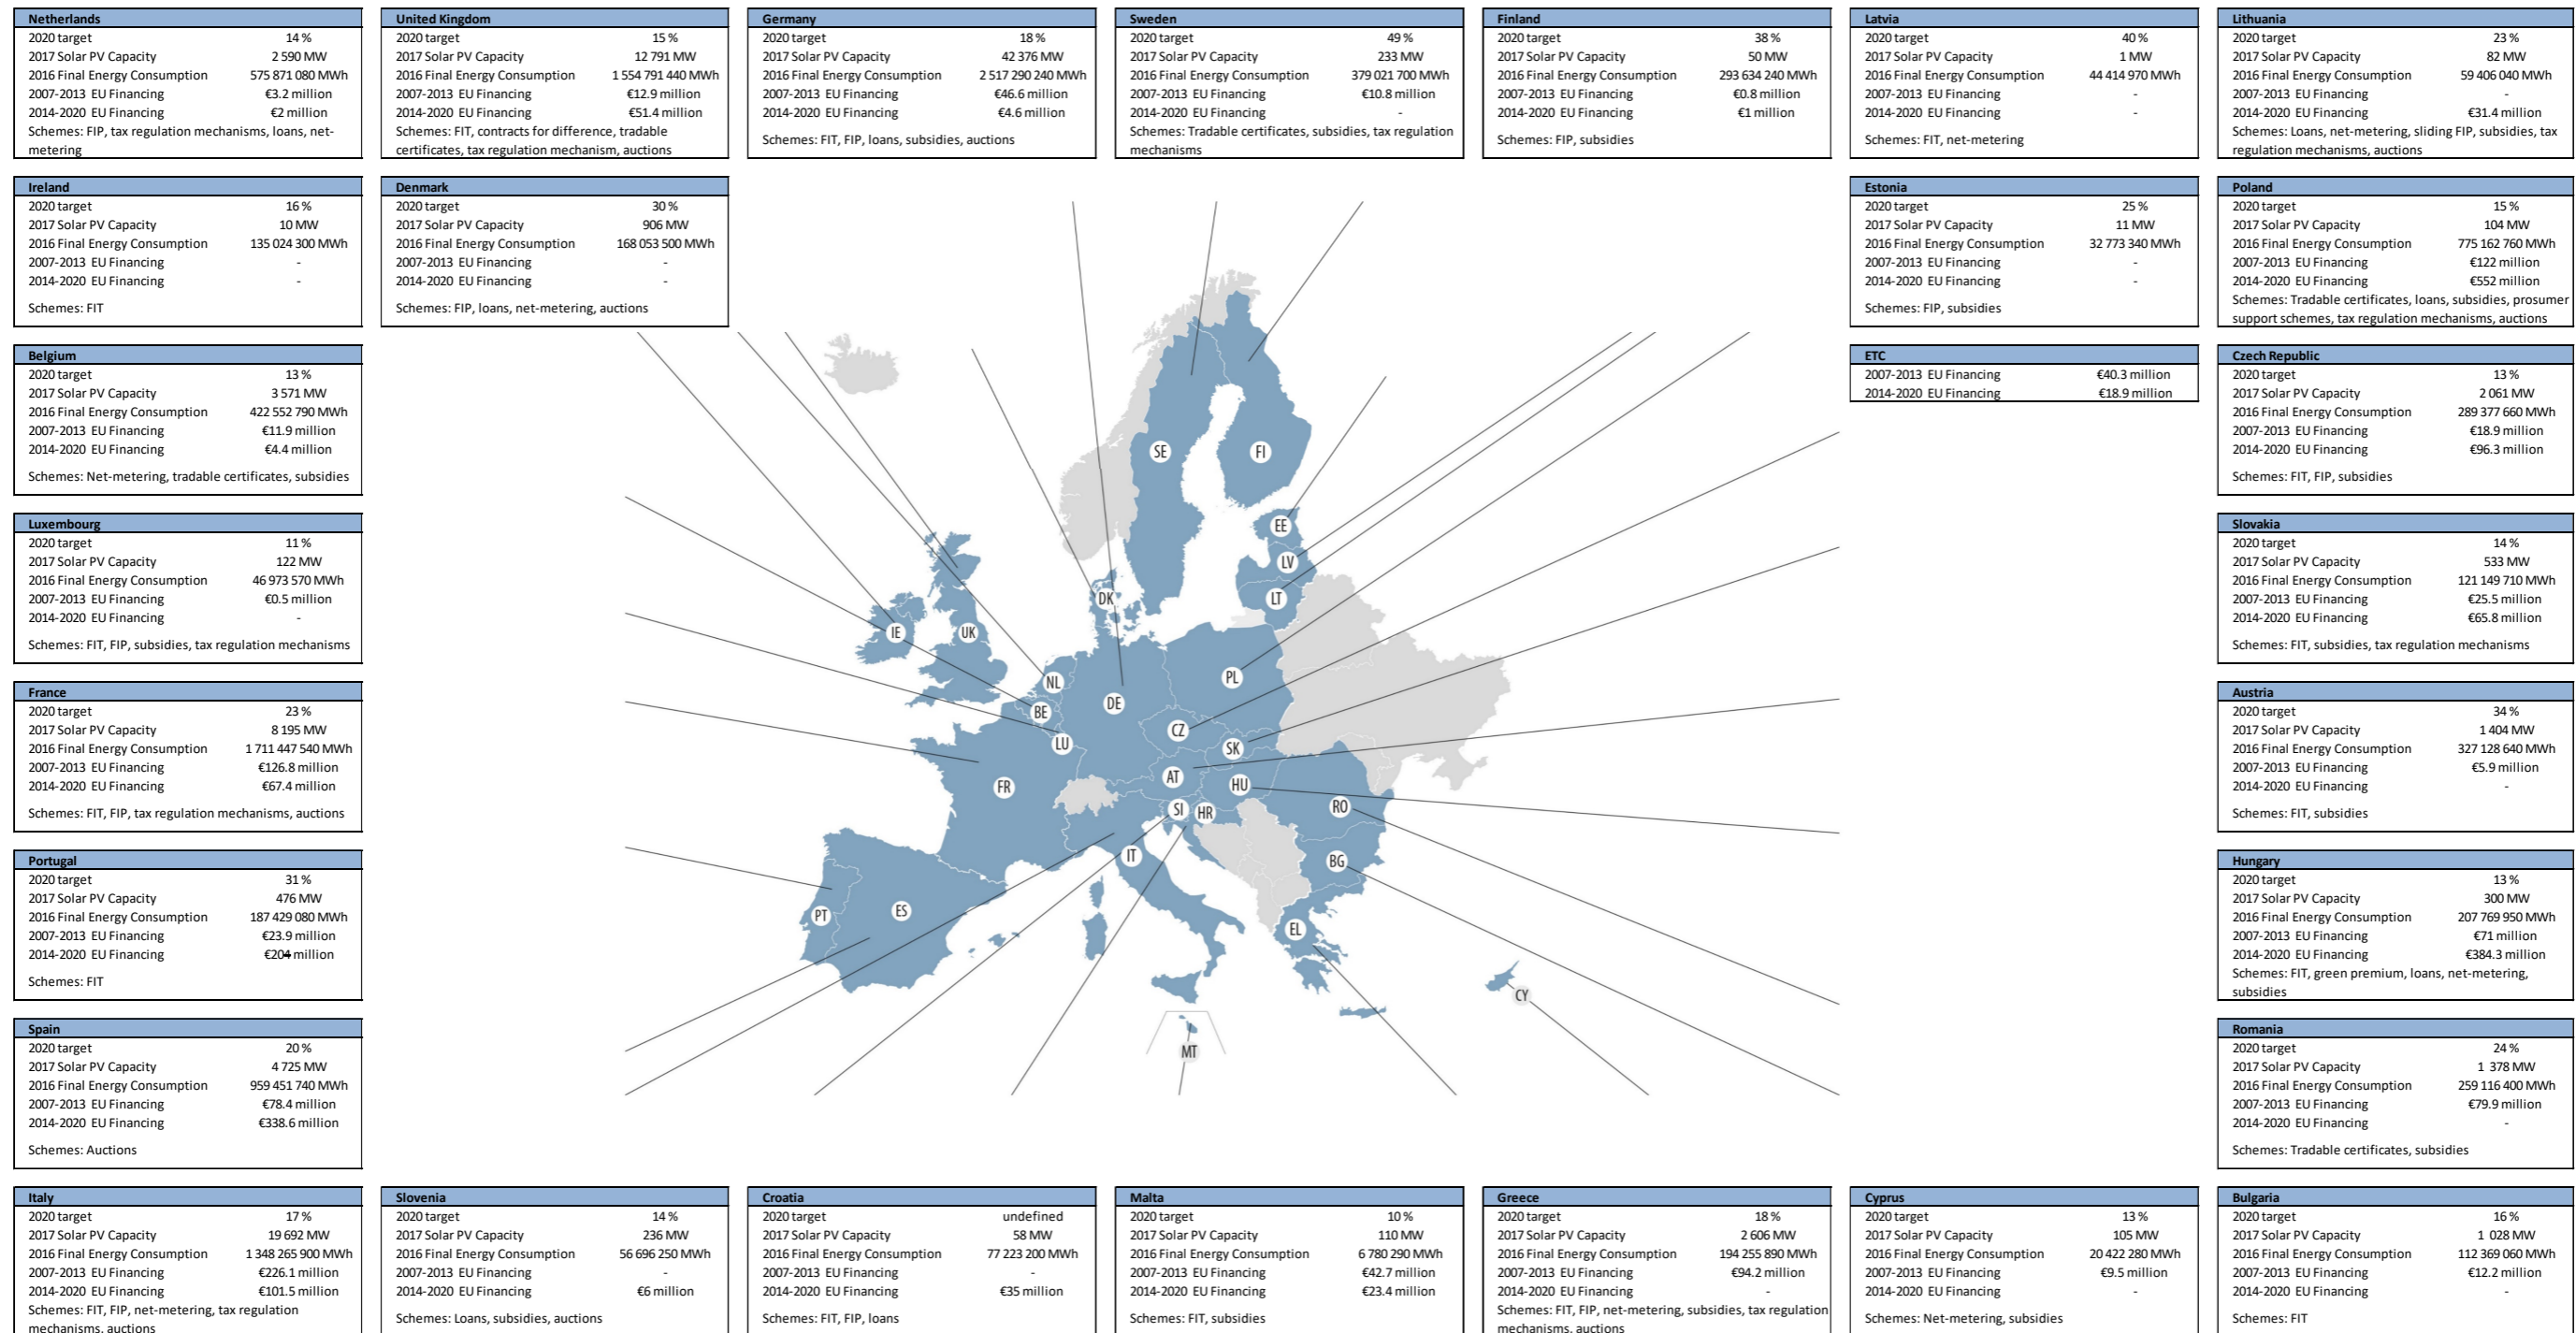 Netherlands
2020 target 14 %
2017 Solar PV Capacity 2 590 MW
2016 Final Energy Consumption 575 871 080 MWh
2007-2013 EU Financing €3.2 million
2014-2020 EU Financing €2 million
Schemes: FIP, tax regulation mechanisms, loans, net-
metering
United Kingdom
2020 target 15 %
2017 Solar PV Capacity 12 791 MW
2016 Final Energy Consumption 1 554 791 440 MWh
2007-2013 EU Financing €12.9 million
2014-2020 EU Financing €51.4 million
Schemes: FIT, contracts for difference, tradable
certificates, tax regulation mechanism, auctions
Germany
2020 target 18 %
2017 Solar PV Capacity 42 376 MW
2016 Final Energy Consumption 2 517 290 240 MWh
2007-2013 EU Financing €46.6 million
2014-2020 EU Financing €4.6 million
Schemes: FIT, FIP, loans, subsidies, auctions
Sweden
2020 target 49 %
2017 Solar PV Capacity 233 MW
2016 Final Energy Consumption 379 021 700 MWh
2007-2013 EU Financing €10.8 million
2014-2020 EU Financing -
Schemes: Tradable certificates, subsidies, tax regulation
mechanisms
Finland
2020 target 38 %
2017 Solar PV Capacity 50 MW
2016 Final Energy Consumption 293 634 240 MWh
2007-2013 EU Financing €0.8 million
2014-2020 EU Financing €1 million
Schemes: FIP, subsidies
Latvia
2020 target 40 %
2017 Solar PV Capacity 1 MW
2016 Final Energy Consumption 44 414 970 MWh
2007-2013 EU Financing -
2014-2020 EU Financing -
Schemes: FIT, net-metering
Lithuania
2020 target 23 %
2017 Solar PV Capacity 82 MW
2016 Final Energy Consumption 59 406 040 MWh
2007-2013 EU Financing -
2014-2020 EU Financing €31.4 million
Schemes: Loans, net-metering, sliding FIP, subsidies, tax
regulation mechanisms, auctions
Ireland
2020 target 16 %
2017 Solar PV Capacity 10 MW
2016 Final Energy Consumption 135 024 300 MWh
2007-2013 EU Financing -
2014-2020 EU Financing -
Schemes: FIT
Denmark
2020 target 30 %
2017 Solar PV Capacity 906 MW
2016 Final Energy Consumption 168 053 500 MWh
2007-2013 EU Financing -
2014-2020 EU Financing -
Schemes: FIP, loans, net-metering, auctions
Estonia
2020 target 25 %
2017 Solar PV Capacity 11 MW
2016 Final Energy Consumption 32 773 340 MWh
2007-2013 EU Financing -
2014-2020 EU Financing -
Schemes: FIP, subsidies
Poland
2020 target 15 %
2017 Solar PV Capacity 104 MW
2016 Final Energy Consumption 775 162 760 MWh
2007-2013 EU Financing €122 million
2014-2020 EU Financing €552 million
Schemes: Tradable certificates, loans, subsidies, prosumer
support schemes, tax regulation mechanisms, auctions
Belgium
2020 target 13 %
2017 Solar PV Capacity 3 571 MW
2016 Final Energy Consumption 422 552 790 MWh
2007-2013 EU Financing €11.9 million
2014-2020 EU Financing €4.4 million
Schemes: Net-metering, tradable certificates, subsidies
ETC
2007-2013 EU Financing €40.3 million
2014-2020 EU Financing €18.9 million
Czech Republic
2020 target 13 %
2017 Solar PV Capacity 2 061 MW
2016 Final Energy Consumption 289 377 660 MWh
2007-2013 EU Financing €18.9 million
2014-2020 EU Financing €96.3 million
Schemes: FIT, FIP, subsidies
Luxembourg
2020 target 11 %
2017 Solar PV Capacity 122 MW
2016 Final Energy Consumption 46 973 570 MWh
2007-2013 EU Financing €0.5 million
2014-2020 EU Financing -
Schemes: FIT, FIP, subsidies, tax regulation mechanisms
Slovakia
2020 target 14 %
2017 Solar PV Capacity 533 MW
2016 Final Energy Consumption 121 149 710 MWh
2007-2013 EU Financing €25.5 million
2014-2020 EU Financing €65.8 million
Schemes: FIT, subsidies, tax regulation mechanisms
France
2020 target 23 %
2017 Solar PV Capacity 8 195 MW
2016 Final Energy Consumption 1 711 447 540 MWh
2007-2013 EU Financing €126.8 million
2014-2020 EU Financing €67.4 million
Schemes: FIT, FIP, tax regulation mechanisms, auctions
Austria
2020 target 34 %
2017 Solar PV Capacity 1 404 MW
2016 Final Energy Consumption 327 128 640 MWh
2007-2013 EU Financing €5.9 million
2014-2020 EU Financing -
Schemes: FIT, subsidies
Portugal
2020 target 31 %
2017 Solar PV Capacity 476 MW
2016 Final Energy Consumption 187 429 080 MWh
2007-2013 EU Financing €23.9 million
2014-2020 EU Financing €204 million
Schemes: FIT
Hungary
2020 target 13 %
2017 Solar PV Capacity 300 MW
2016 Final Energy Consumption 207 769 950 MWh
2007-2013 EU Financing €71 million
2014-2020 EU Financing €384.3 million
Schemes: FIT, green premium, loans, net-metering,
subsidies
Spain
2020 target 20 %
2017 Solar PV Capacity 4 725 MW
2016 Final Energy Consumption 959 451 740 MWh
2007-2013 EU Financing €78.4 million
2014-2020 EU Financing €338.6 million
Schemes: Auctions
Romania
2020 target 24 %
2017 Solar PV Capacity 1 378 MW
2016 Final Energy Consumption 259 116 400 MWh
2007-2013 EU Financing €79.9 million
2014-2020 EU Financing -
Schemes: Tradable certificates, subsidies
SE
FI
EE
LV
LT
DK
IE
UK
NL
BE
DE
PL
LU
CZ
SK
AT
HU
FR
SI
HR
RO
IT
BG
PT
ES
EL
CY
MT
Italy
2020 target 17 %
2017 Solar PV Capacity 19 692 MW
2016 Final Energy Consumption 1 348 265 900 MWh
2007-2013 EU Financing €226.1 million
2014-2020 EU Financing €101.5 million
Schemes: FIT, FIP, net-metering, tax regulation
mechanisms, auctions
Slovenia
2020 target 14 %
2017 Solar PV Capacity 236 MW
2016 Final Energy Consumption 56 696 250 MWh
2007-2013 EU Financing -
2014-2020 EU Financing €6 million
Schemes: Loans, subsidies, auctions
Croatia
2020 target undefined
2017 Solar PV Capacity 58 MW
2016 Final Energy Consumption 77 223 200 MWh
2007-2013 EU Financing -
2014-2020 EU Financing €35 million
Schemes: FIT, FIP, loans
Malta
2020 target 10 %
2017 Solar PV Capacity 110 MW
2016 Final Energy Consumption 6 780 290 MWh
2007-2013 EU Financing €42.7 million
2014-2020 EU Financing €23.4 million
Schemes: FIT, subsidies
Greece
2020 target 18 %
2017 Solar PV Capacity 2 606 MW
2016 Final Energy Consumption 194 255 890 MWh
2007-2013 EU Financing €94.2 million
2014-2020 EU Financing -
Schemes: FIT, FIP, net-metering, subsidies, tax regulation
mechanisms, auctions
Cyprus
2020 target 13 %
2017 Solar PV Capacity 105 MW
2016 Final Energy Consumption 20 422 280 MWh
2007-2013 EU Financing €9.5 million
2014-2020 EU Financing -
Schemes: Net-metering, subsidies
Bulgaria
2020 target 16 %
2017 Solar PV Capacity 1 028 MW
2016 Final Energy Consumption 112 369 060 MWh
2007-2013 EU Financing €12.2 million
2014-2020 EU Financing -
Schemes: FIT